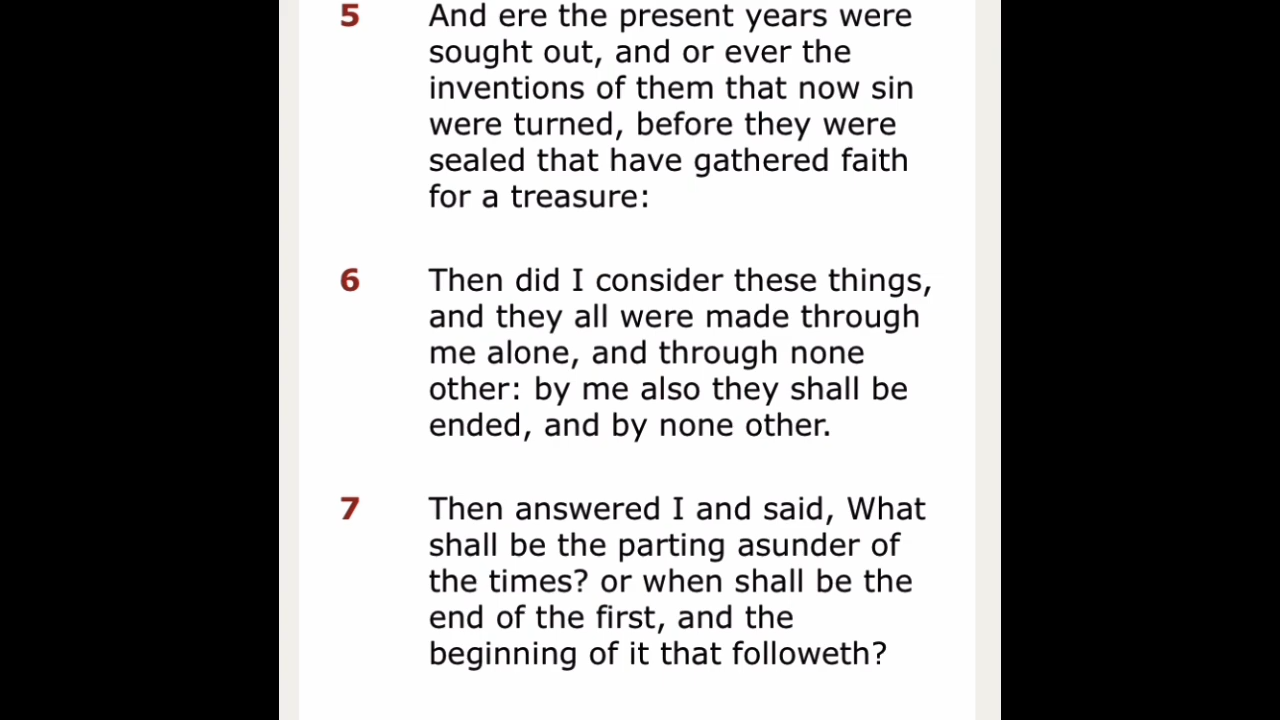 5 And ere the present years were
sought out, and or ever the
inventions of them that now sin
were turned, before they were
sealed that have gathered faith
for a treasure:
6 Then did I consider these things,
and they all were made through
me alone, and through none
other: by me also they shall be
ended, and by none other.
7 Then answered I and said, What
shall be the parting asunder of
the times? or when shall be the
end of the first, and the
beginning of it that followeth?